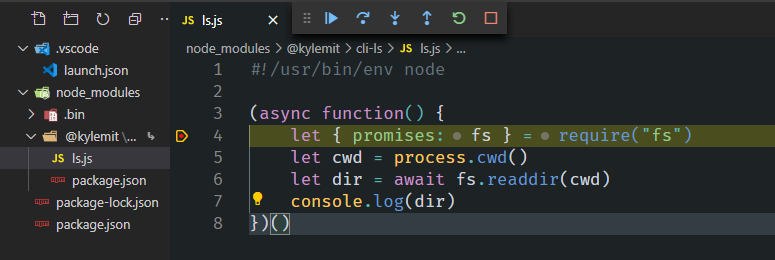 JS ls.js
.vscode
launch.json
node_modules
.bin
@kylemit \...
JS ls.js
package.json
package-lock.json
package.json
node_modules > @kylemit > cli-ls > JS ls.js > ...
1 #!/usr/bin/env node
2
3 (async function() {
4 let { promises: fs } = require("fs")
5 let cwd = process.cwd()
6 let dir = await fs.readdir(cwd)
7 console.log(dir)
8 })()